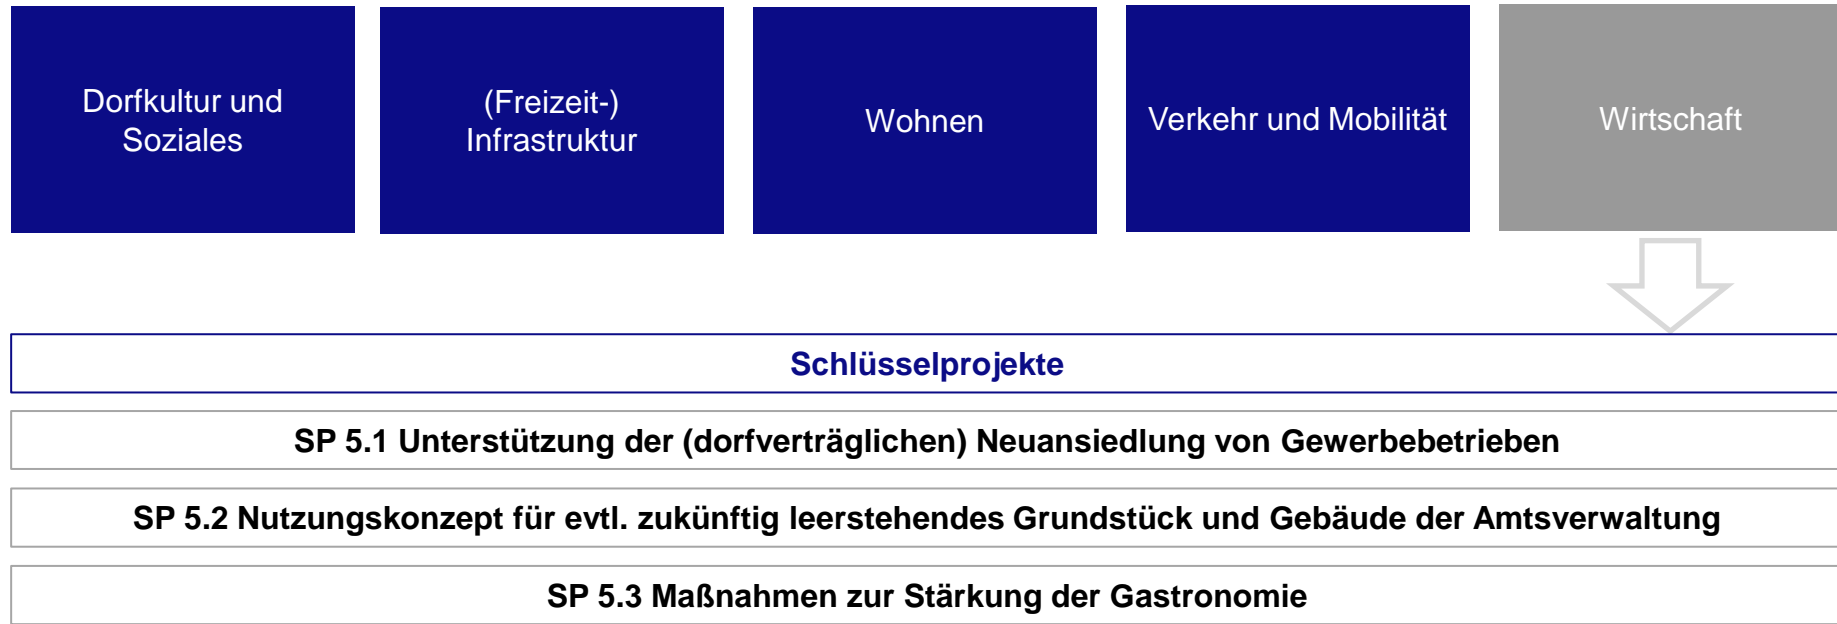 Dorfkultur und
Soziales
(Freizeit-)
Infrastruktur
Wohnen
Verkehr und Mobilität
Wirtschaft
Schlüsselprojekte
SP 5.1 Unterstützung der (dorfverträglichen) Neuansiedlung von Gewerbebetrieben
SP 5.2 Nutzungskonzept für evtl. zukünftig leerstehendes Grundstück und Gebäude der Amtsverwaltung
SP 5.3 Maßnahmen zur Stärkung der Gastronomie